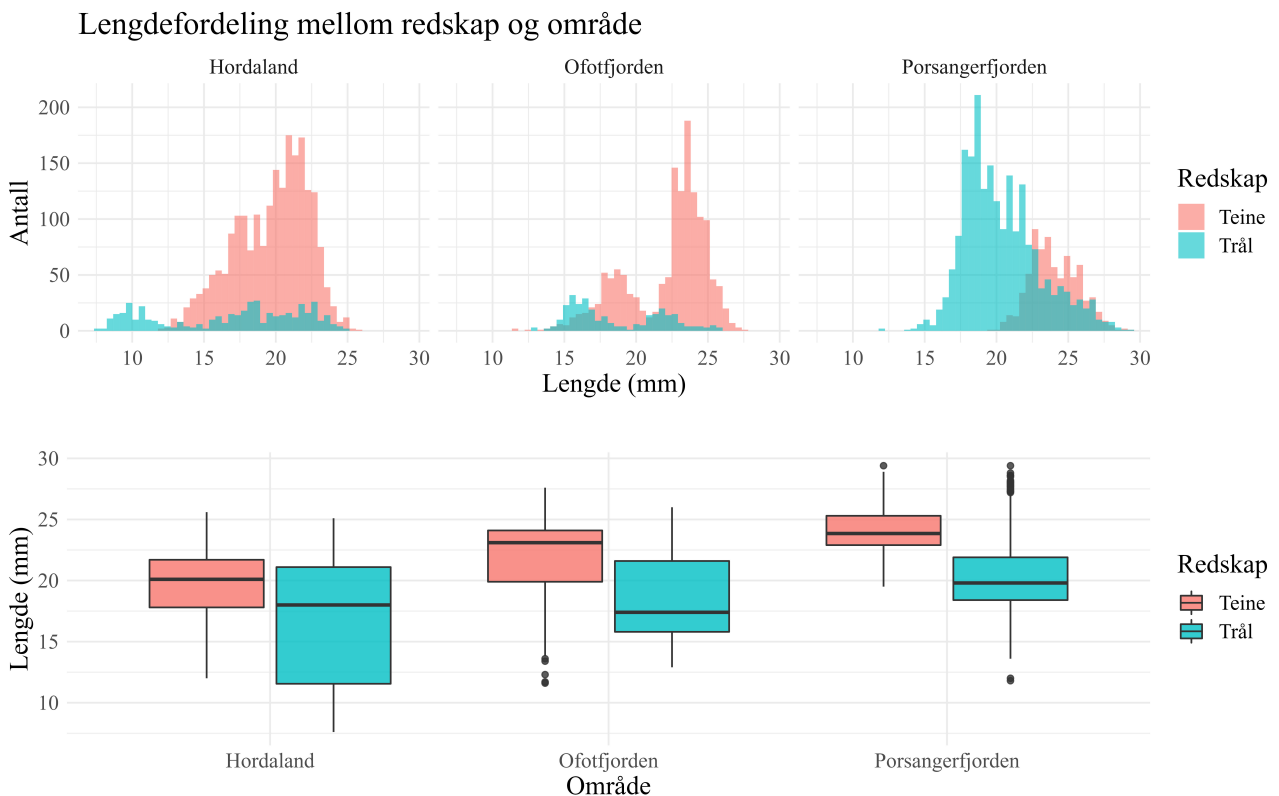 Lengdefordeling mellom redskap og område
Hordaland
Ofotfjorden
Porsangerfjorden
200
150
100
50
0
Antall
10 15 20 25 30
10 15 20 25 30
10 15 20 25 30
Lengde (mm)
Redskap
Teine
Trål
30
25
20
15
10
Lengde (mm)
Hordaland
Ofotfjorden
Porsangerfjorden
Område
Redskap
Teine
Trål